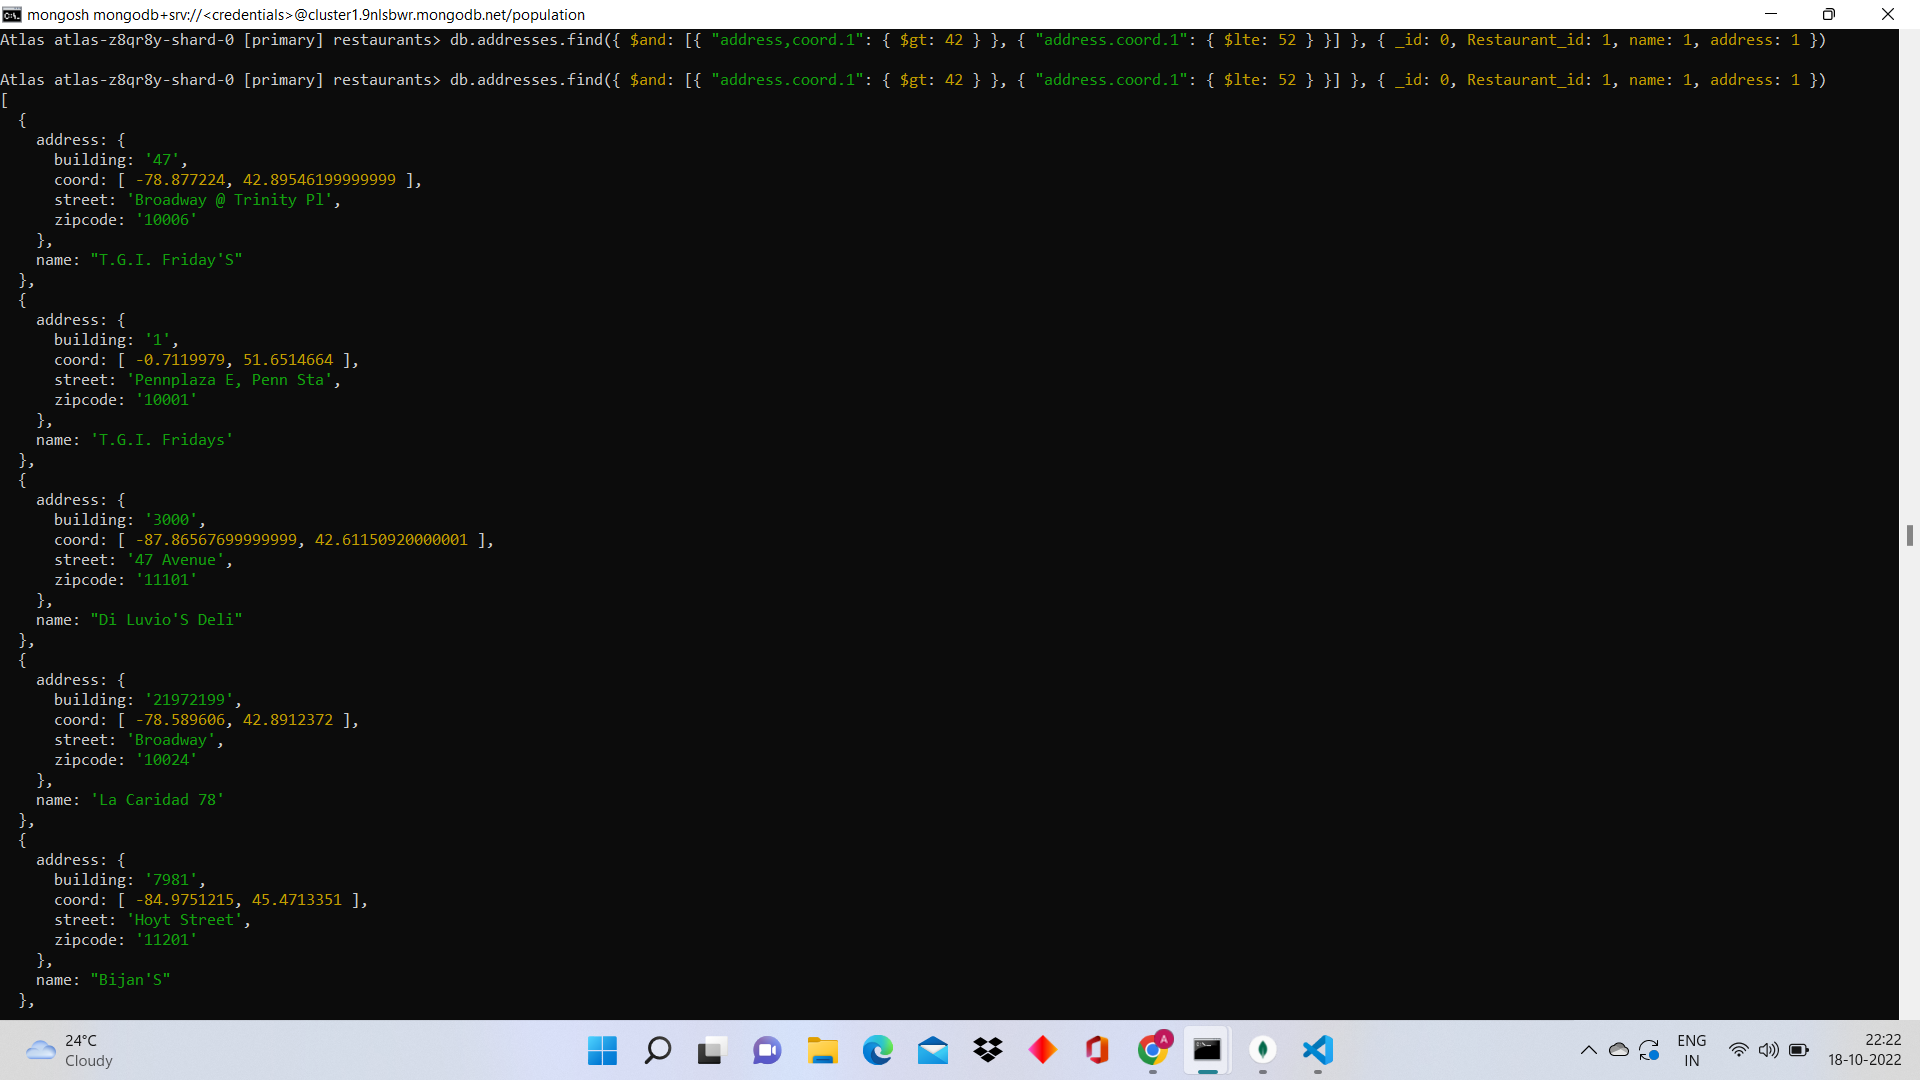 mongosh mongodb+srv://<credentials>@cluster1.9nlsbwr.mongodb.net/population
Atlas atlas-z8qr8y-shard-0 [primary] restaurants> db.addresses.find({ $and: [{ "address,coord.1": { $gt: 42 } }, { "address.coord.1": { $lte: 52 } }] }, { _id: 0, Restaurant_id: 1, name: 1, address: 1 })
Atlas atlas-z8qr8y-shard-0 [primary] restaurants> db.addresses.find({ $and: [{ "address.coord.1": { $gt: 42 } }, { "address.coord.1": { $lte: 52 } }] }, { _id: 0, Restaurant_id: 1, name: 1, address: 1 })
[
  {
    address: {
      building: '47',
      coord: [ -78.877224, 42.89546199999999 ],
      street: 'Broadway @ Trinity Pl',
      zipcode: '10006'
    },
    name: "T.G.I. Friday'S"
  },
  {
    address: {
      building: '1',
      coord: [ -0.7119979, 51.6514664 ],
      street: 'Pennplaza E, Penn Sta',
      zipcode: '10001'
    },
    name: 'T.G.I. Fridays'
  },
  {
    address: {
      building: '3000',
      coord: [ -87.86567699999999, 42.61150920000001 ],
      street: '47 Avenue',
      zipcode: '11101'
    },
    name: "Di Luvio'S Deli"
  },
  {
    address: {
      building: '21972199',
      coord: [ -78.589606, 42.8912372 ],
      street: 'Broadway',
      zipcode: '10024'
    },
    name: 'La Caridad 78'
  },
  {
    address: {
      building: '7981',
      coord: [ -84.9751215, 45.4713351 ],
      street: 'Hoyt Street',
      zipcode: '11201'
    },
    name: "Bijan'S"
  },
24°C
Cloudy
A
ENG
IN
22:22
18-10-2022